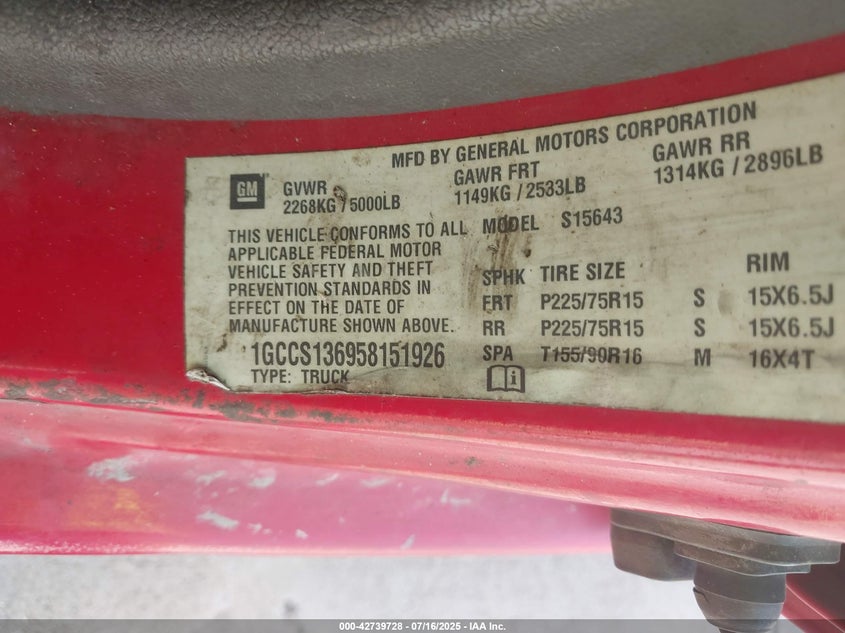 MFD BY GENERAL MOTORS CORPORATION
GM
GVWR GAWR FRT GAWR RR
2268KG / 5000LB 1149KG / 2533LB 1314KG / 2896LB
THIS VEHICLE CONFORMS TO ALL
APPLICABLE FEDERAL MOTOR
VEHICLE SAFETY AND THEFT
PREVENTION STANDARDS IN
EFFECT ON THE DATE OF
MANUFACTURE SHOWN ABOVE.
1GCCS136958151926
TYPE: TRUCK
MODEL S15643
SPHK TIRE SIZE RIM
FRT P225/75R15 S 15X6.5J
RR P225/75R15 S 15X6.5J
SPA T155/90R16 M 16X4T
i
000-42739728 - 07/16/2025 - IAA Inc.